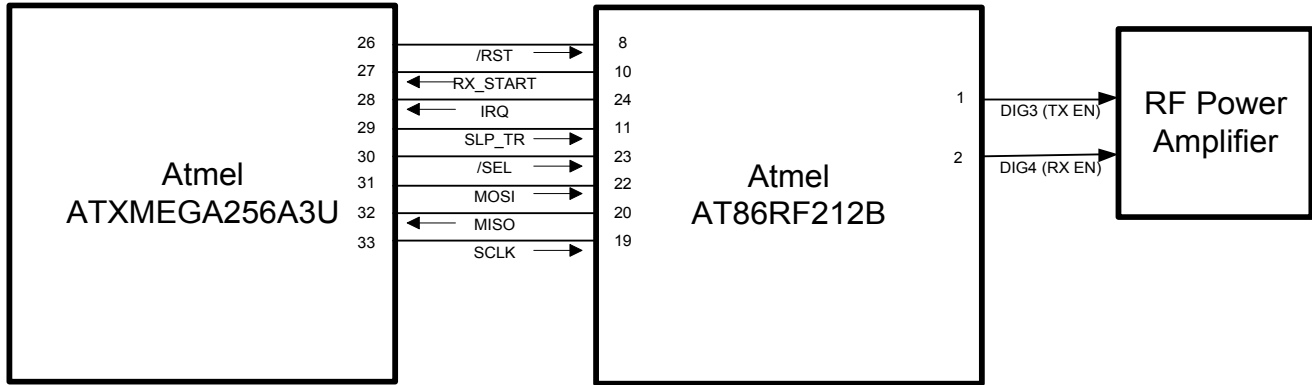 Atmel
ATXMEGA256A3U
26 /RST 8
27 RX_START 10
28 IRQ 24
29 SLP_TR 11
30 /SEL 23
31 MOSI 22
32 MISO 20
33 SCLK 19
Atmel
AT86RF212B
1 DIG3 (TX EN)
2 DIG4 (RX EN)
RF Power
Amplifier